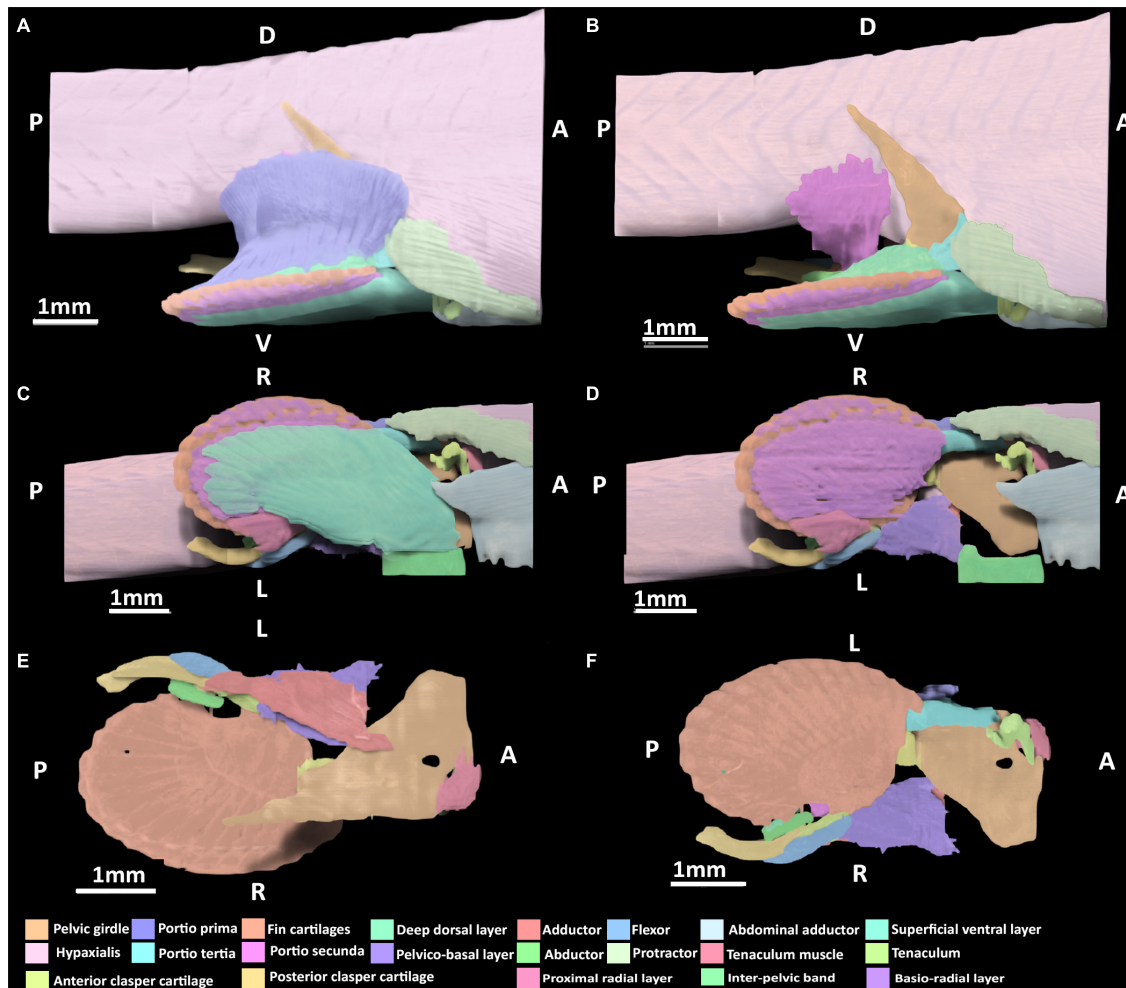 A
D
P
A
1mm
V
B
D
P
A
1mm
V
C
R
P
A
1mm
L
D
R
P
A
1mm
L
E
L
P
A
1mm
R
F
L
P
A
1mm
R
Pelvic girdle Portio prima Fin cartilages Deep dorsal layer Adductor Flexor Abdominal adductor Superficial ventral layer
Hypaxialis Portio tertia Portio secunda Pelvico-basal layer Abductor Protractor Tenaculum muscle Tenaculum
Anterior clasper cartilage Posterior clasper cartilage Proximal radial layer Inter-pelvic band Basio-radial layer